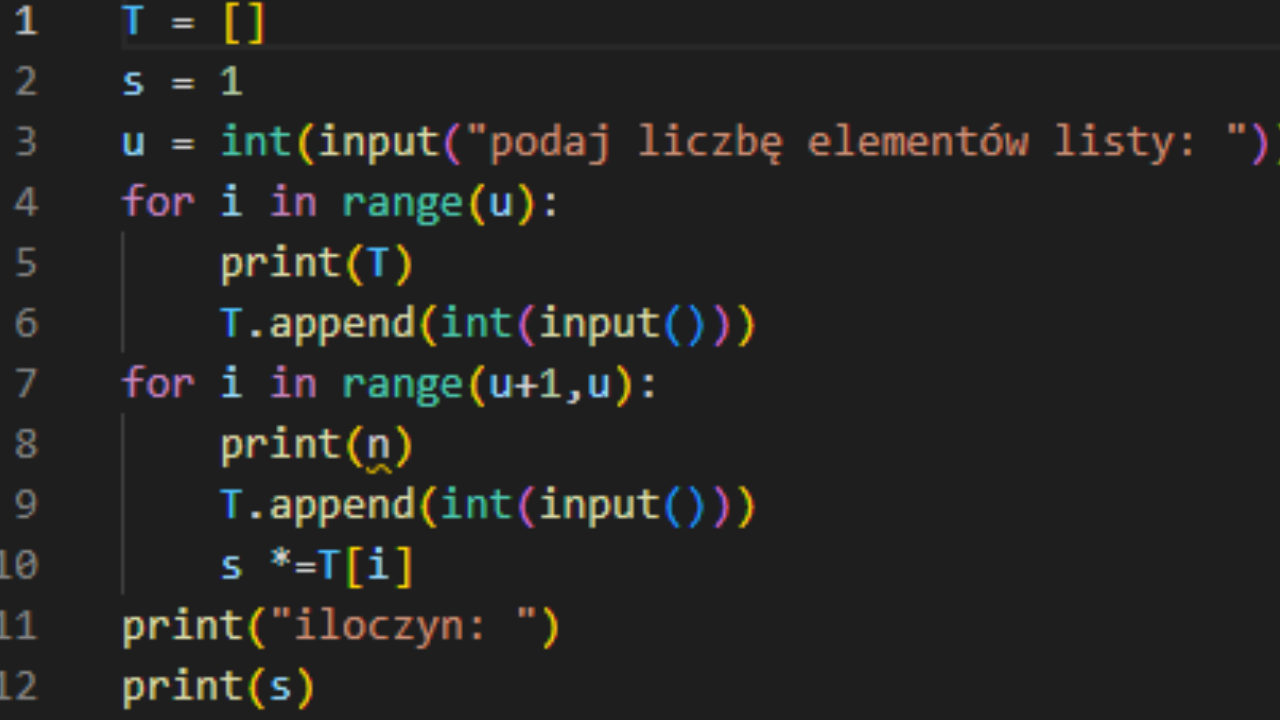 1 T = []
2 s = 1
3 u = int(input("podaj liczbę elementów listy: "))
4 for i in range(u):
5 print(T)
6 T.append(int(input()))
7 for i in range(u+1,u):
8 print(n)
9 T.append(int(input()))
10 s *=T[i]
11 print("iloczyn: ")
12 print(s)